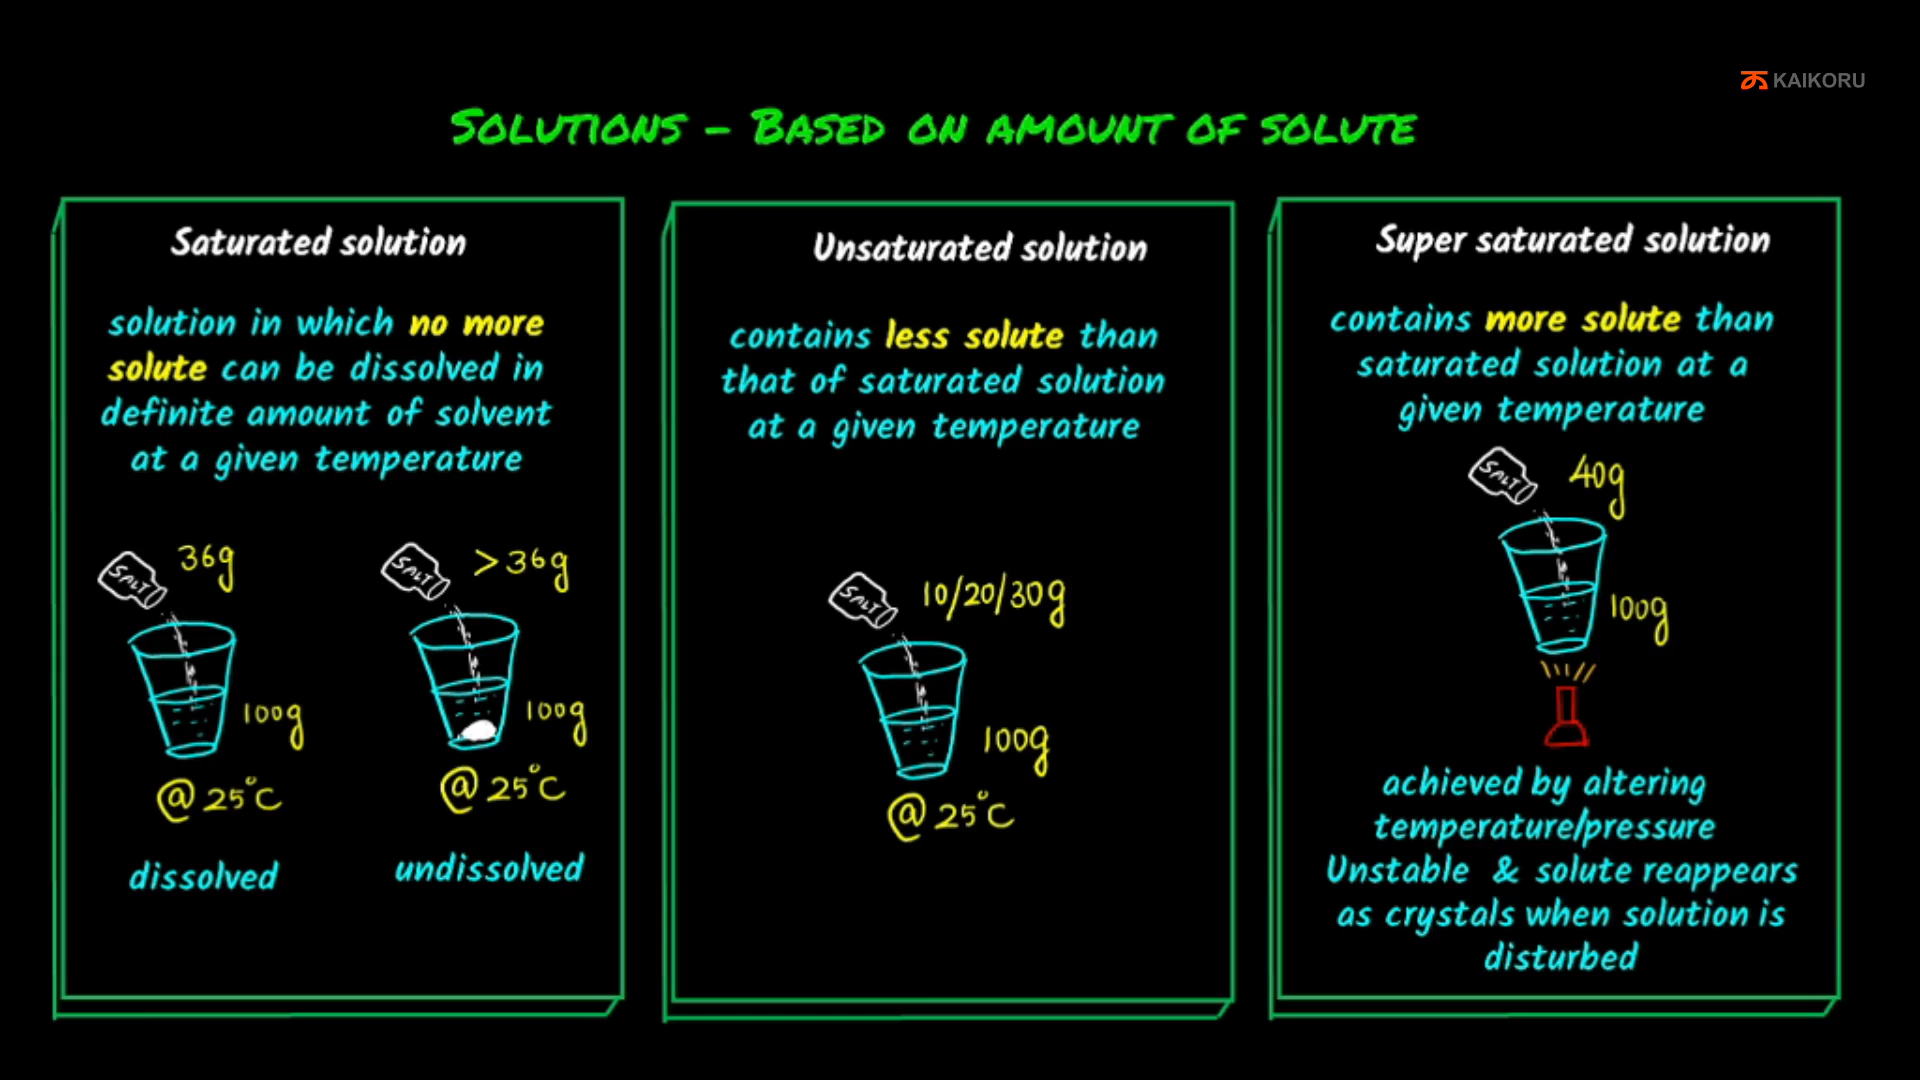 KAIKORU
SOLUTIONS - BASED ON AMOUNT OF SOLUTE
Saturated solution
solution in which no more
solute can be dissolved in
definite amount of solvent
at a given temperature
SALT
36g
100g
@ 25°C
dissolved
SALT
>36g
100g
@ 25°C
undissolved
Unsaturated solution
contains less solute than
that of saturated solution
at a given temperature
SALT
10/20/30g
100g
@ 25°C
Super saturated solution
contains more solute than
saturated solution at a
given temperature
SALT
40g
100g
achieved by altering
temperature/pressure
Unstable & solute reappears
as crystals when solution is
disturbed